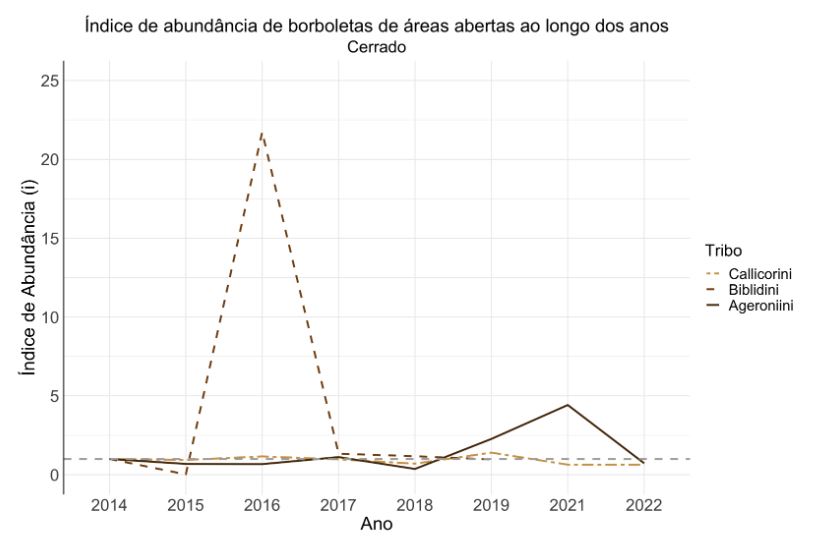 Índice de abundância de borboletas de áreas abertas ao longo dos anos
Cerrado
25
20
15
10
5
0
Índice de Abundância (i)
2014 2015 2016 2017 2018 2019 2021 2022
Ano
Tribo
Callicorini
Biblidini
Ageroniini